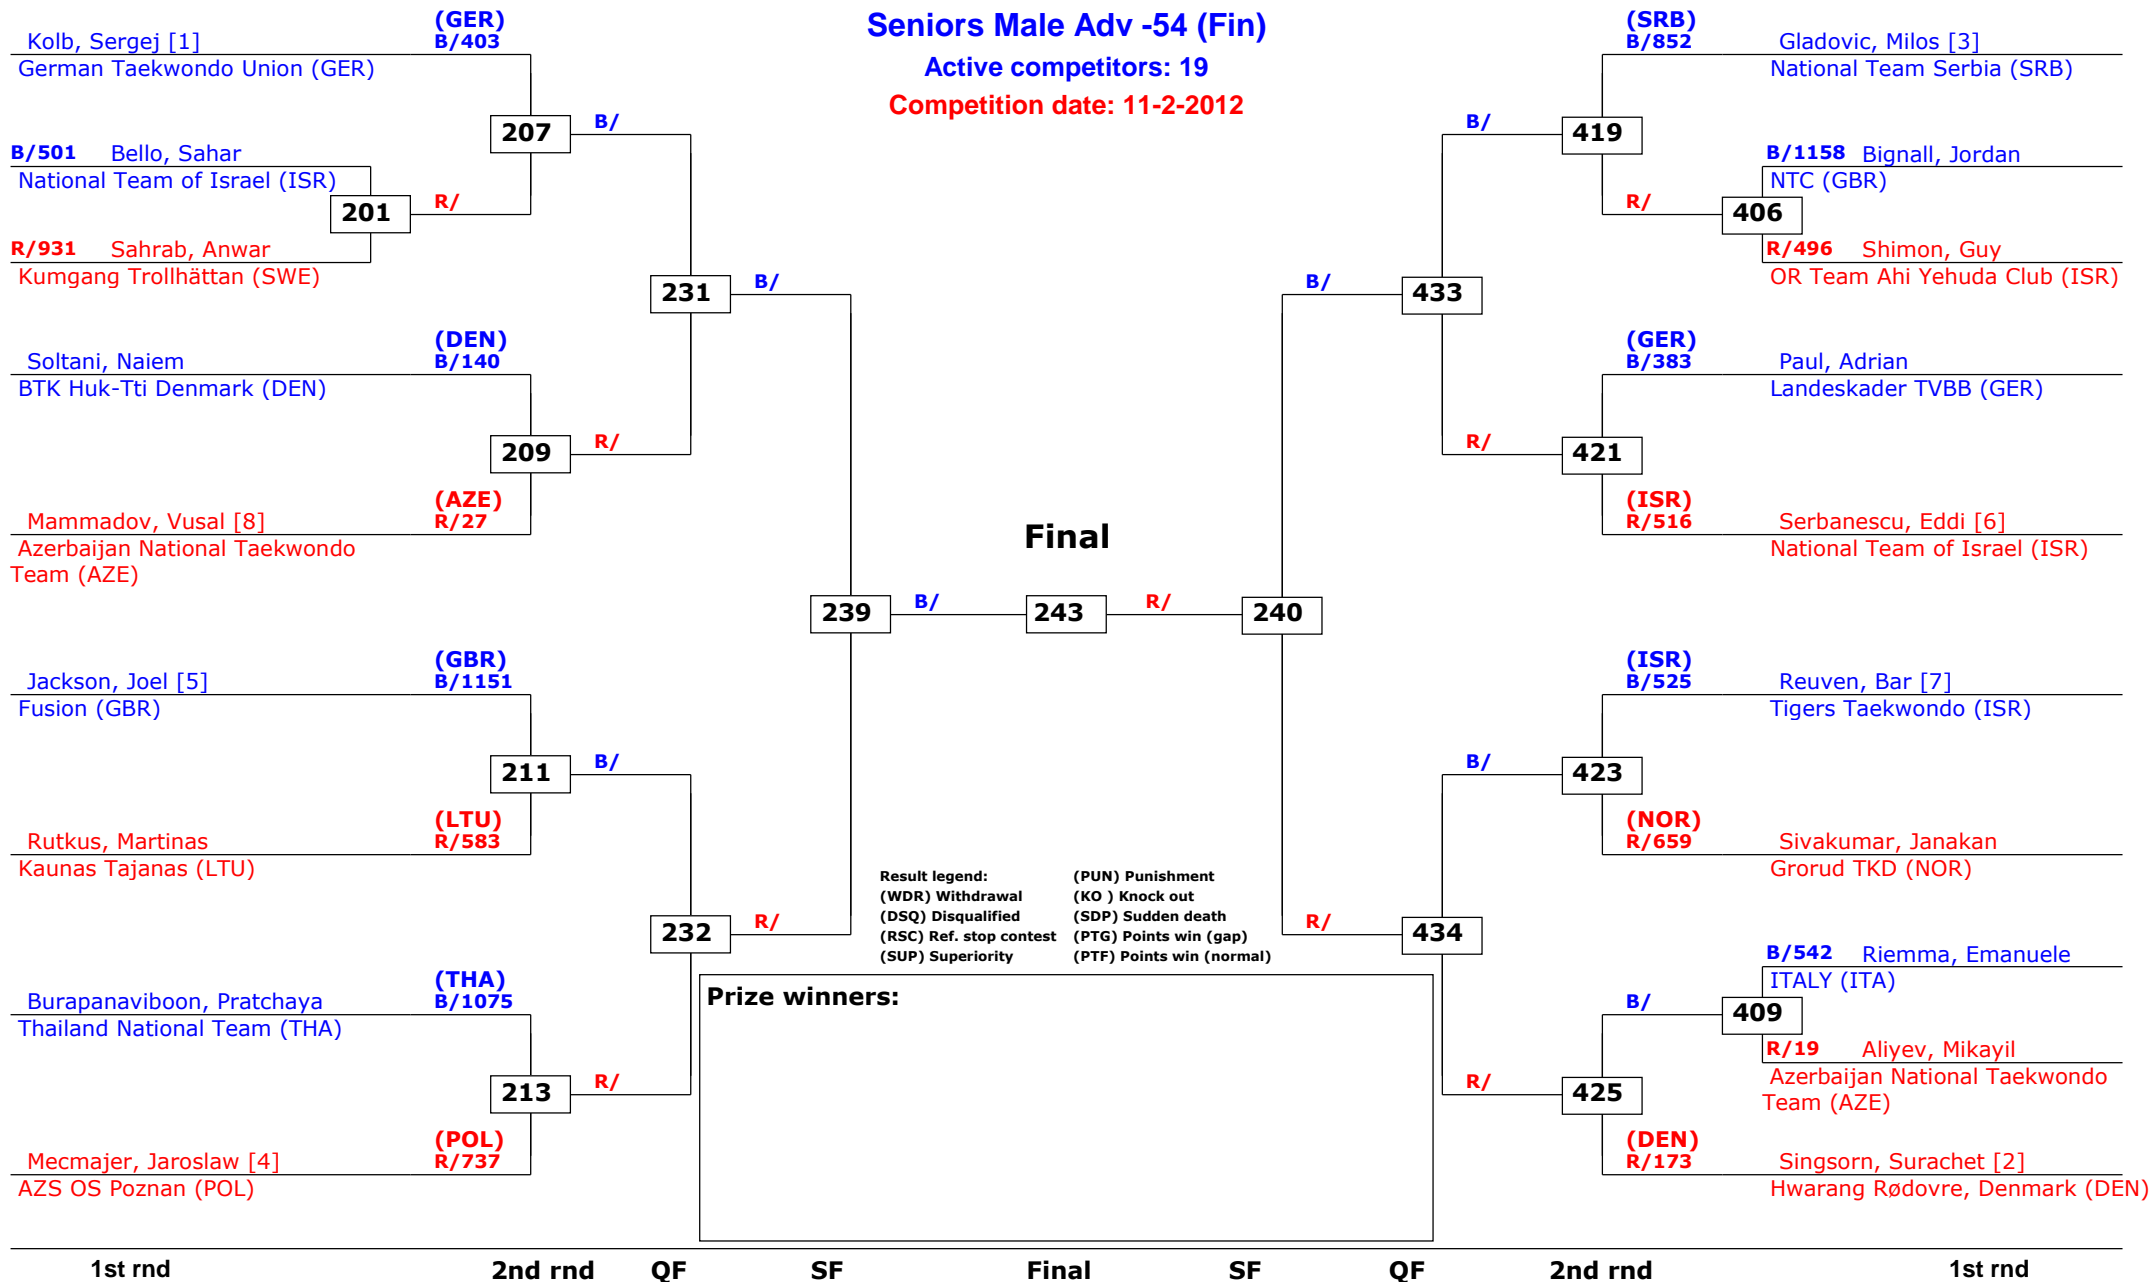 Seniors Male Adv -54 (Fin)
Active competitors: 19
Competition date: 11-2-2012
(GER)
Kolb, Sergej [1] B/403
German Taekwondo Union (GER)
207
B/
B/501 Bello, Sahar
National Team of Israel (ISR)
201
R/
R/931 Sahrab, Anwar
Kumgang Trollhättan (SWE)
231
B/
(DEN)
Soltani, Naiem B/140
BTK Huk-Tti Denmark (DEN)
209
R/
(AZE)
Mammadov, Vusal [8] R/27
Azerbaijan National Taekwondo
Team (AZE)
239
B/
(GBR)
Jackson, Joel [5] B/1151
Fusion (GBR)
211
B/
(LTU)
Rutkus, Martinas R/583
Kaunas Tajanas (LTU)
232
R/
(THA)
Burapanaviboon, Pratchaya B/1075
Thailand National Team (THA)
213
R/
(POL)
Mecmajer, Jaroslaw [4] R/737
AZS OS Poznan (POL)
Final
243
R/
240
(SRB)
B/852 Gladovic, Milos [3]
National Team Serbia (SRB)
B/
419
B/1158 Bignall, Jordan
NTC (GBR)
R/
406
R/496 Shimon, Guy
OR Team Ahi Yehuda Club (ISR)
B/
433
(GER)
B/383 Paul, Adrian
Landeskader TVBB (GER)
R/
421
(ISR)
R/516 Serbanescu, Eddi [6]
National Team of Israel (ISR)
(ISR)
B/525 Reuven, Bar [7]
Tigers Taekwondo (ISR)
B/
423
(NOR)
R/659 Sivakumar, Janakan
Grorud TKD (NOR)
R/
434
B/542 Riemma, Emanuele
ITALY (ITA)
B/
409
R/19 Aliyev, Mikayil
Azerbaijan National Taekwondo
Team (AZE)
R/
425
(DEN)
R/173 Singsorn, Surachet [2]
Hwarang Rødovre, Denmark (DEN)
Result legend: (PUN) Punishment
(WDR) Withdrawal (KO ) Knock out
(DSQ) Disqualified (SDP) Sudden death
(RSC) Ref. stop contest (PTG) Points win (gap)
(SUP) Superiority (PTF) Points win (normal)
Prize winners:
1st rnd 2nd rnd QF SF Final SF QF 2nd rnd 1st rnd